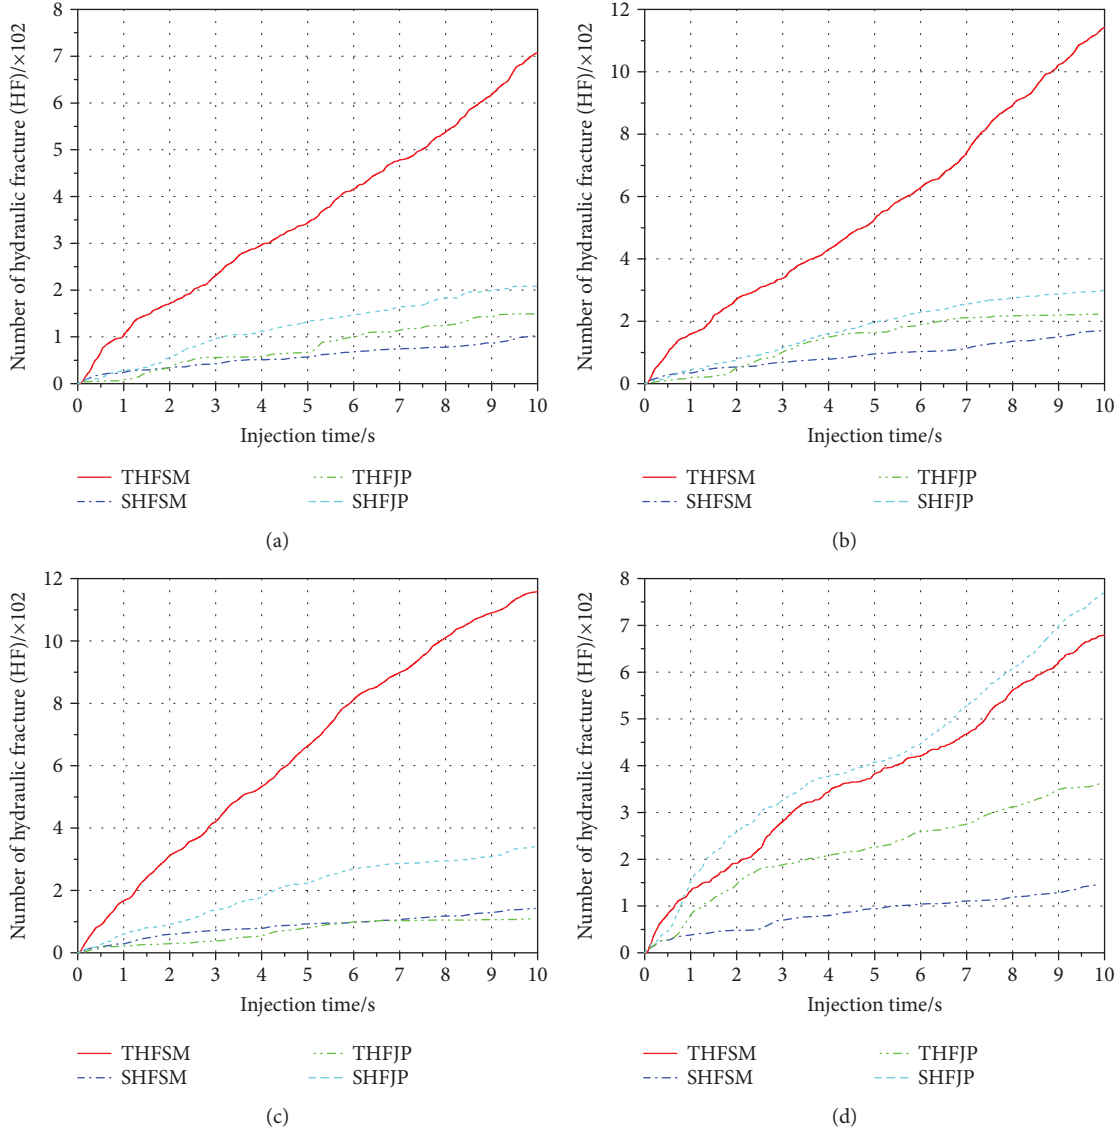 Number of hydraulic fracture (HF)/×102
8
7
6
5
4
3
2
1
0
0 1 2 3 4 5 6 7 8 9 10
Injection time/s
THFSM THFJP
SHFSM SHFJP
(a)
Number of hydraulic fracture (HF)/×102
12
10
8
6
4
2
0
0 1 2 3 4 5 6 7 8 9 10
Injection time/s
THFSM THFJP
SHFSM SHFJP
(b)
Number of hydraulic fracture (HF)/×102
12
10
8
6
4
2
0
0 1 2 3 4 5 6 7 8 9 10
Injection time/s
THFSM THFJP
SHFSM SHFJP
(c)
Number of hydraulic fracture (HF)/×102
8
7
6
5
4
3
2
1
0
0 1 2 3 4 5 6 7 8 9 10
Injection time/s
THFSM THFJP
SHFSM SHFJP
(d)